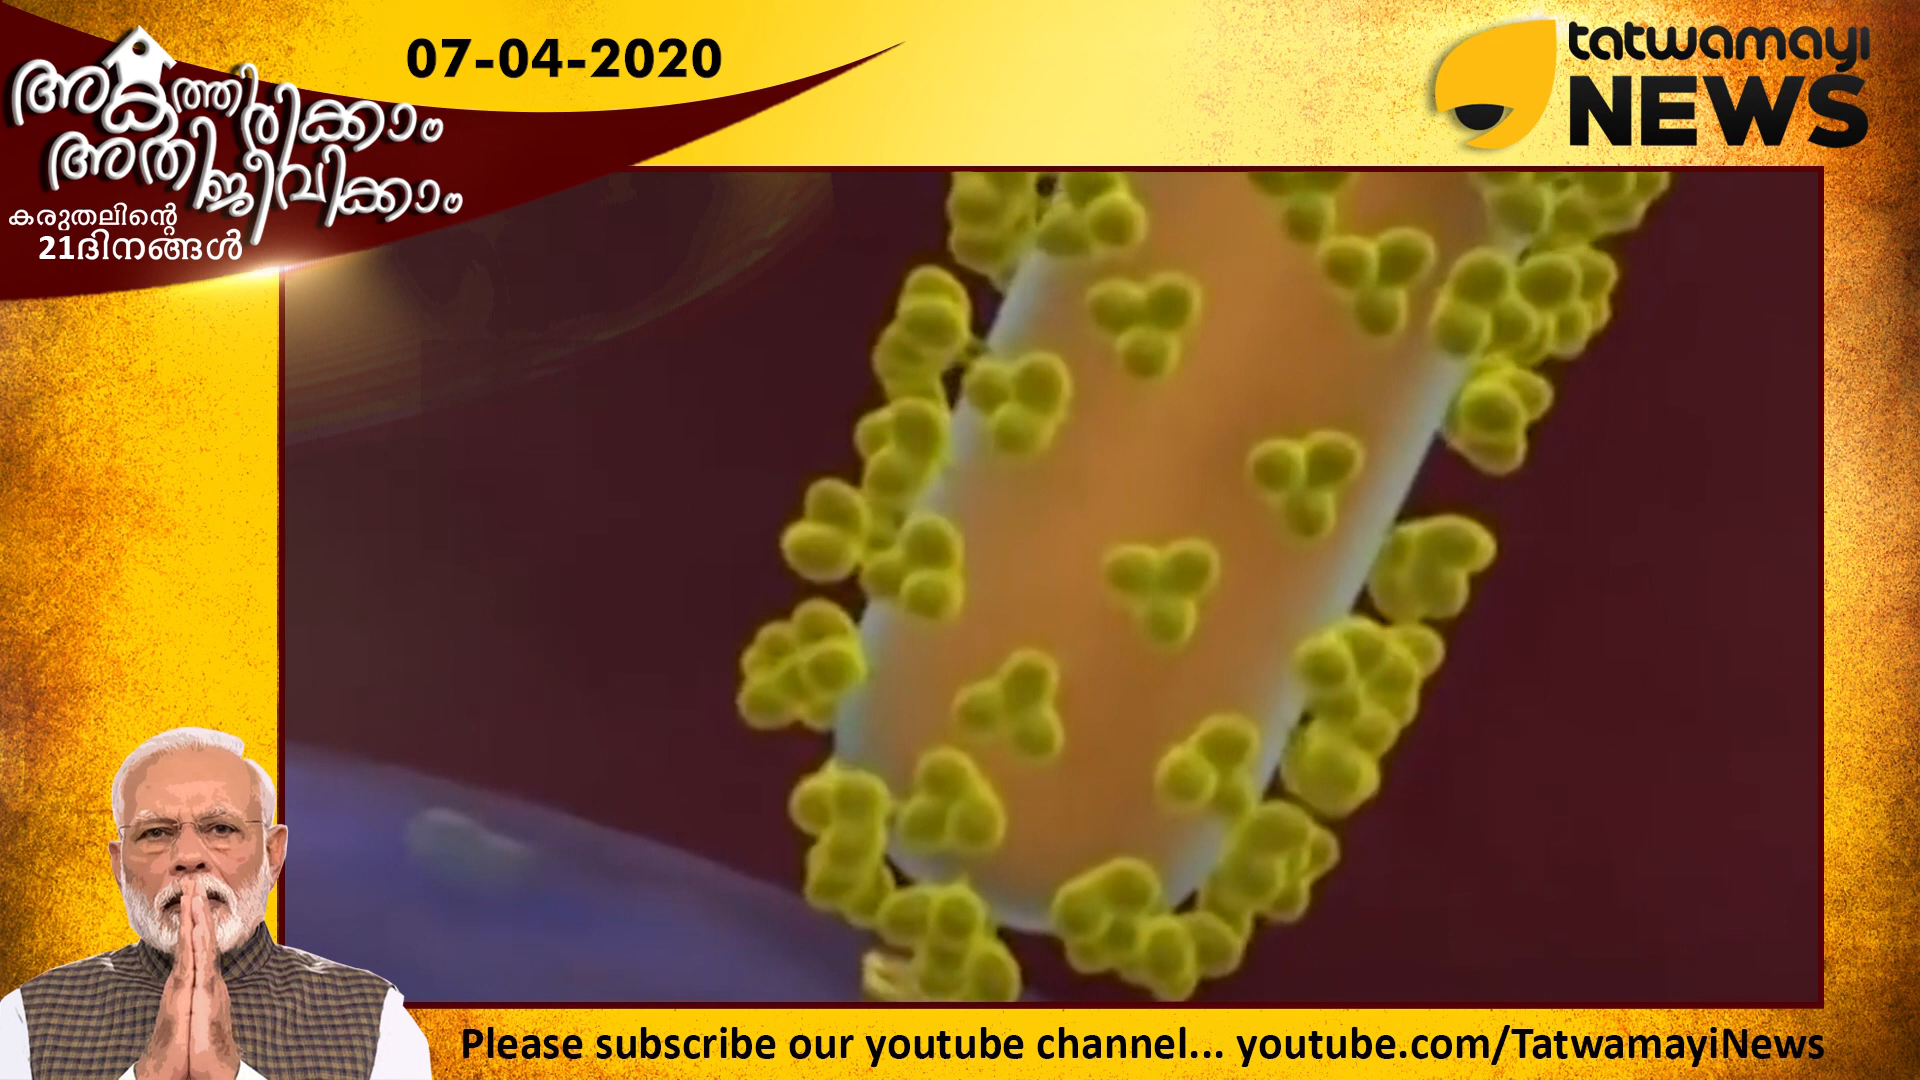 അകത്തിരിക്കാം
അതിജീവിക്കാം
കരുതലിന്റെ
21ദിനങ്ങൾ
07-04-2020
tatwamayi
NEWS
Please subscribe our youtube channel... youtube.com/TatwamayiNews